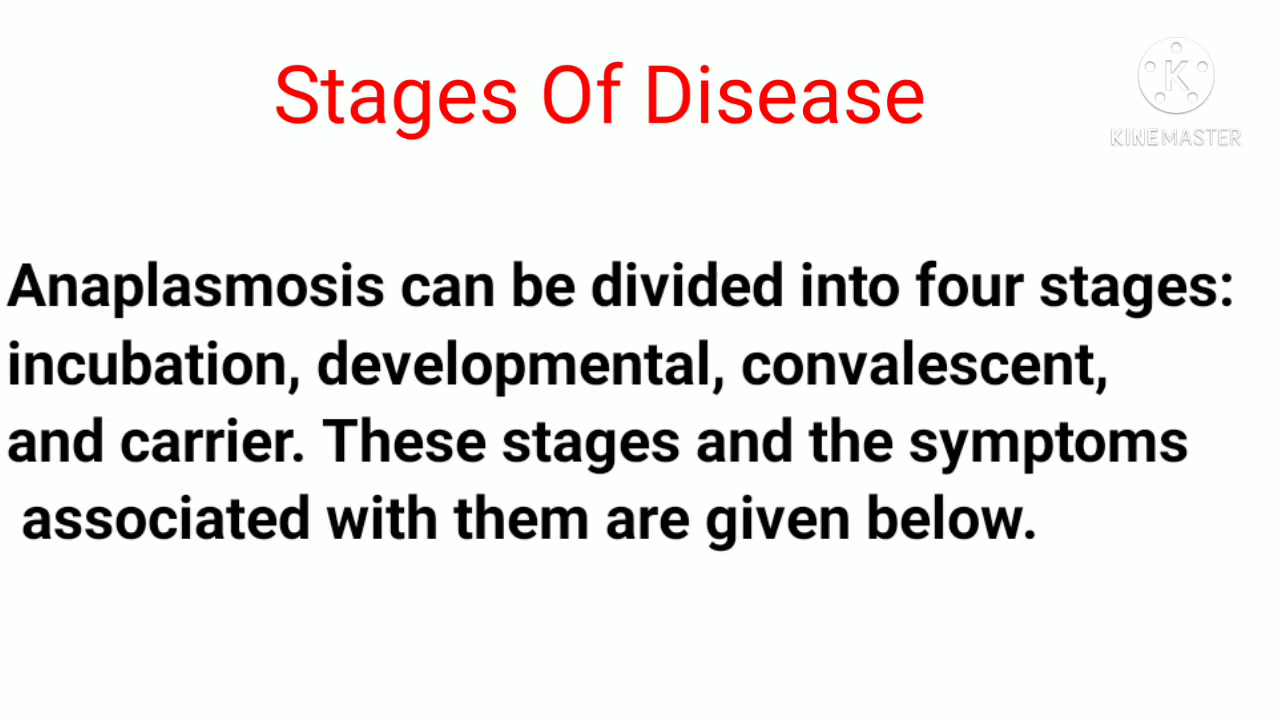 Stages Of Disease
K
KINEMASTER
Anaplasmosis can be divided into four stages:
incubation, developmental, convalescent,
and carrier. These stages and the symptoms
associated with them are given below.